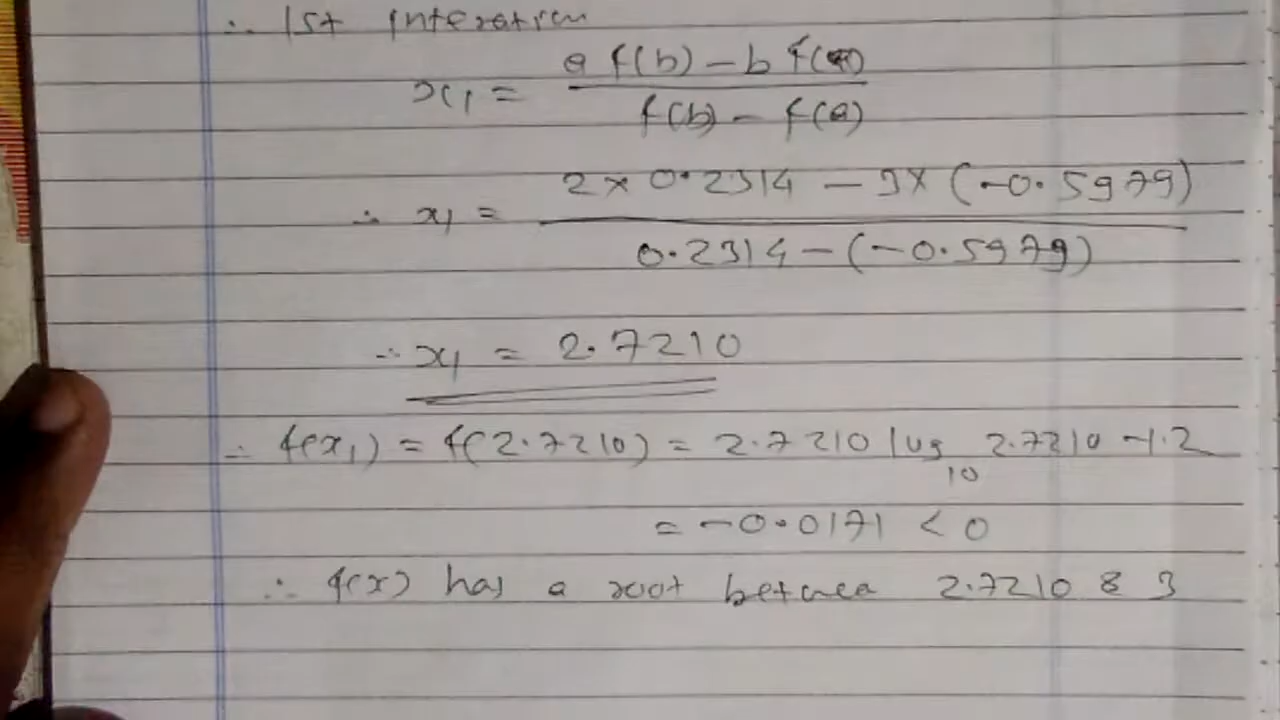 ∴ 1st interation
x₁ = a f(b) - b f(a) / f(b) - f(a)
∴ x₁ = 2 × 0.2314 - 3 × (-0.5979) / 0.2314 - (-0.5979)
∴ x₁ = 2.7210
∴ f(x₁) = f(2.7210) = 2.7210 log₁₀ 2.7210 - 1.2
= -0.0171 < 0
∴ f(x) has a root between 2.7210 & 3